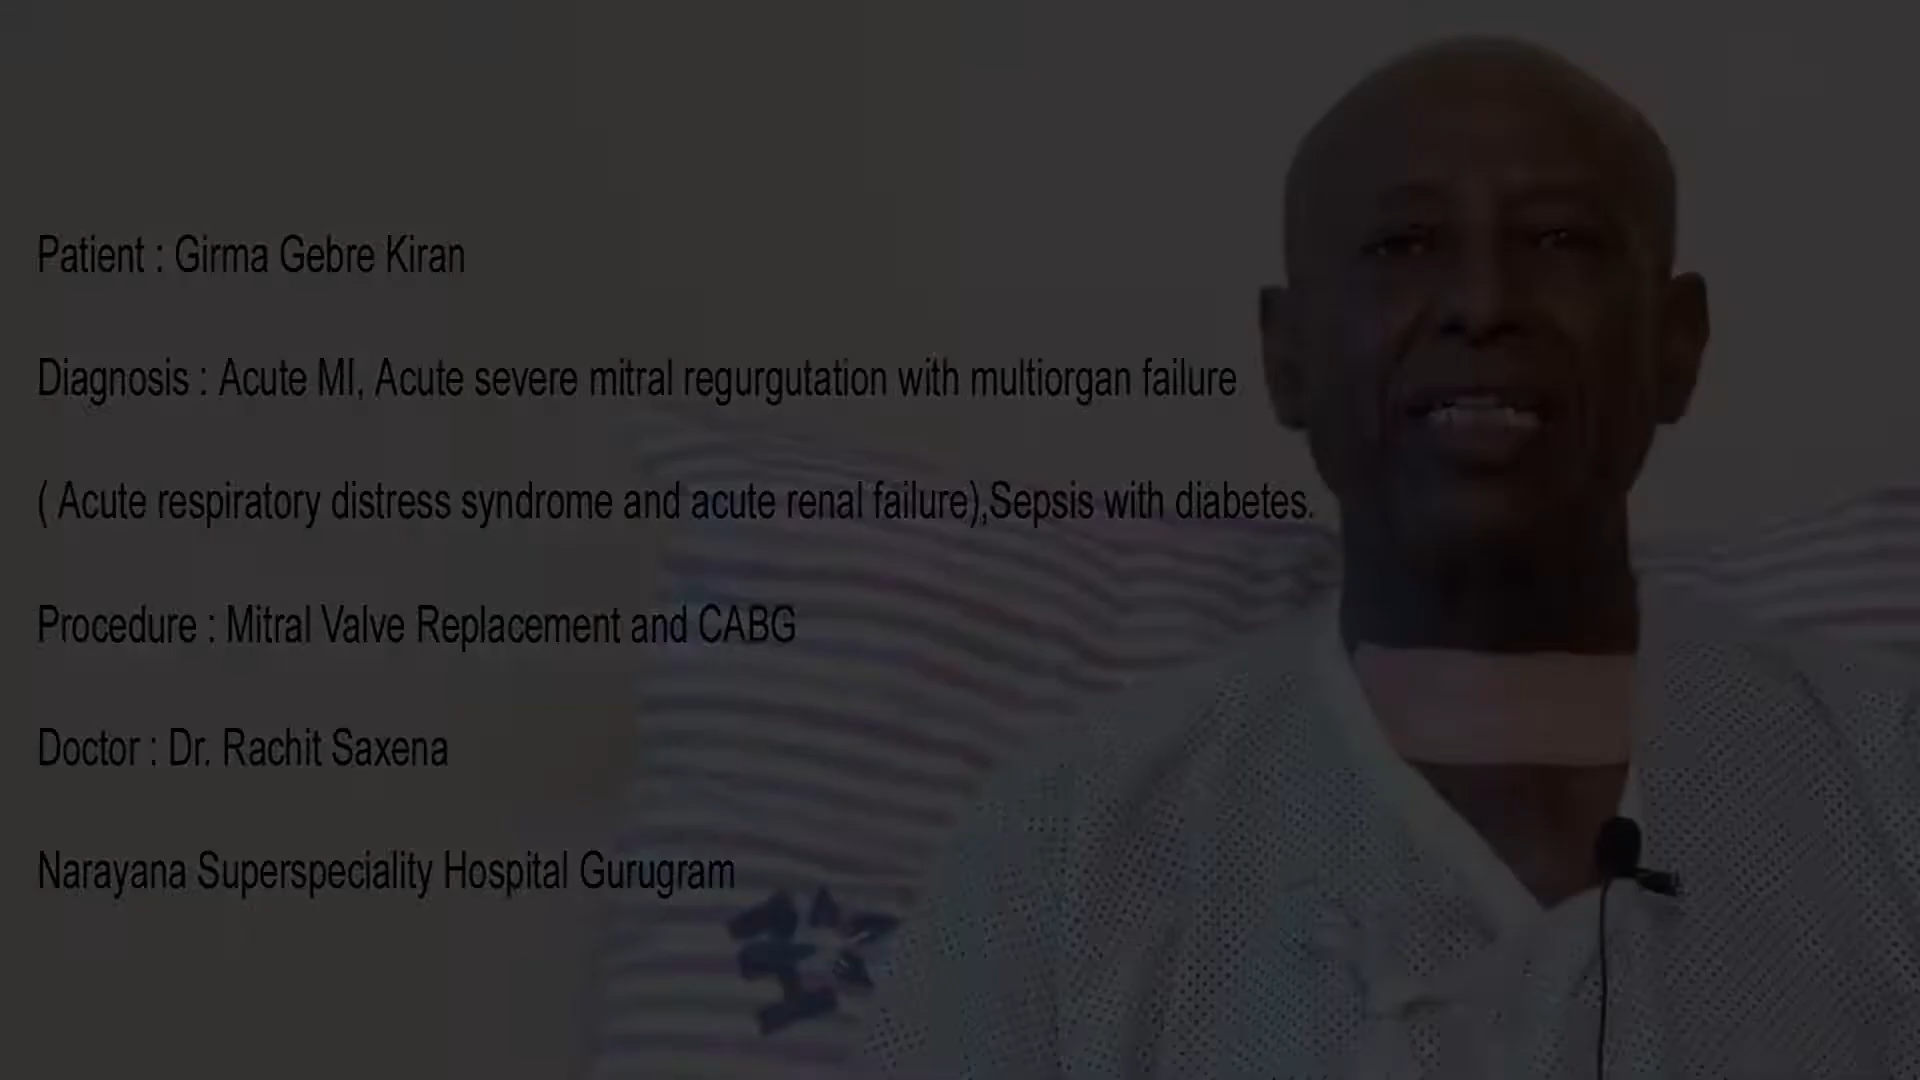 Patient : Girma Gebre Kiran
Diagnosis : Acute MI, Acute severe mitral regurgutation with multiorgan failure
( Acute respiratory distress syndrome and acute renal failure),Sepsis with diabetes.
Procedure : Mitral Valve Replacement and CABG
Doctor : Dr. Rachit Saxena
Narayana Superspeciality Hospital Gurugram